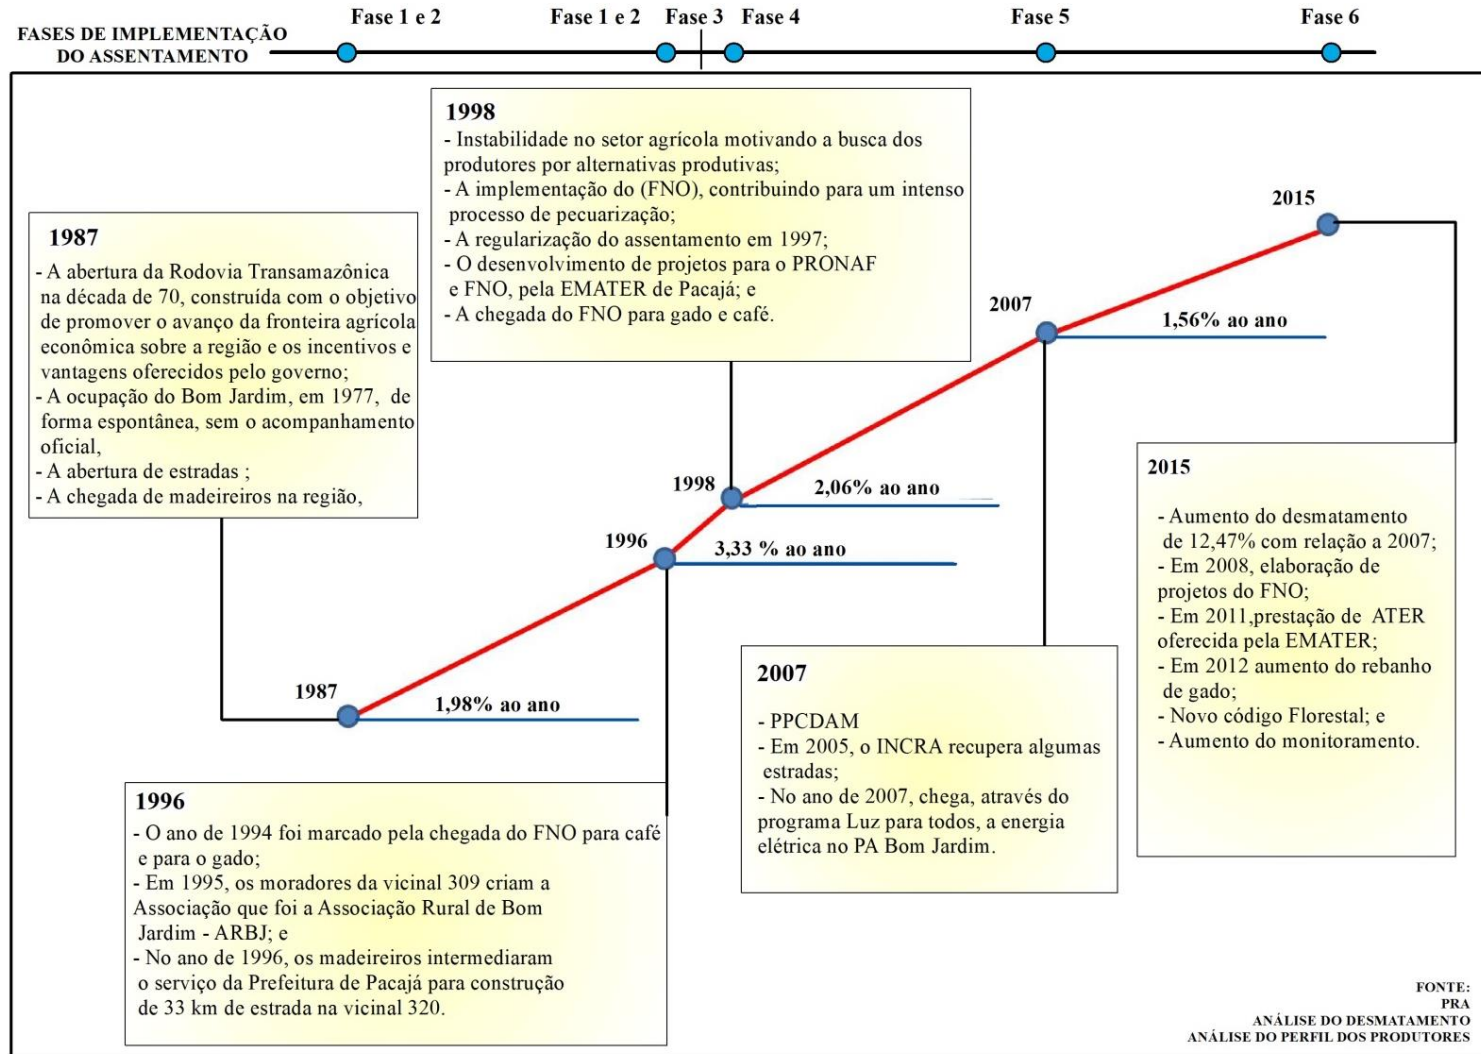 FASES DE IMPLEMENTAÇÃO
DO ASSENTAMENTO
Fase 1 e 2
Fase 1 e 2
Fase 3
Fase 4
Fase 5
Fase 6
1987
- A abertura da Rodovia Transamazônica
na década de 70, construída com o objetivo
de promover o avanço da fronteira agrícola
econômica sobre a região e os incentivos e
vantagens oferecidos pelo governo;
- A ocupação do Bom Jardim, em 1977, de
forma espontânea, sem o acompanhamento
oficial,
- A abertura de estradas ;
- A chegada de madeireiros na região,
1998
- Instabilidade no setor agrícola motivando a busca dos
produtores por alternativas produtivas;
- A implementação do (FNO), contribuindo para um intenso
processo de pecuarização;
- A regularização do assentamento em 1997;
- O desenvolvimento de projetos para o PRONAF
e FNO, pela EMATER de Pacajá; e
- A chegada do FNO para gado e café.
2015
2007
1,56% ao ano
1998
2,06% ao ano
1996
3,33 % ao ano
1987
1,98% ao ano
1996
- O ano de 1994 foi marcado pela chegada do FNO para café
e para o gado;
- Em 1995, os moradores da vicinal 309 criam a
Associação que foi a Associação Rural de Bom
Jardim - ARBJ; e
- No ano de 1996, os madeireiros intermediaram
o serviço da Prefeitura de Pacajá para construção
de 33 km de estrada na vicinal 320.
2007
- PPCDAM
- Em 2005, o INCRA recupera algumas
estradas;
- No ano de 2007, chega, através do
programa Luz para todos, a energia
elétrica no PA Bom Jardim.
2015
- Aumento do desmatamento
de 12,47% com relação a 2007;
- Em 2008, elaboração de
projetos do FNO;
- Em 2011,prestação de ATER
oferecida pela EMATER;
- Em 2012 aumento do rebanho
de gado;
- Novo código Florestal; e
- Aumento do monitoramento.
FONTE:
PRA
ANÁLISE DO DESMATAMENTO
ANÁLISE DO PERFIL DOS PRODUTORES